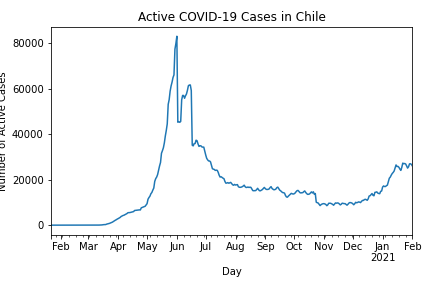 Active COVID-19 Cases in Chile
Number of Active Cases
80000
60000
40000
20000
0
Feb Mar Apr May Jun Jul Aug Sep Oct Nov Dec Jan Feb
2021
Day